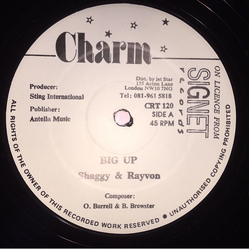 Charm
Producer:
Sting International
Publisher:
Antella Music
Dist. by Jet Star
155 Acton Lane
London NW10 7NG
Tel: 081-961 5818
CRT 120
SIDE A
45 RPM
ON LICENCE FROM
SIGNET
records
BIG UP
Shaggy & Rayvon
Composer:
O. Burrell & B. Brewster
ALL RIGHTS OF THE OWNER OF THIS RECORDED WORK RESERVED • UNAUTHORISED COPYING PROHIBITED